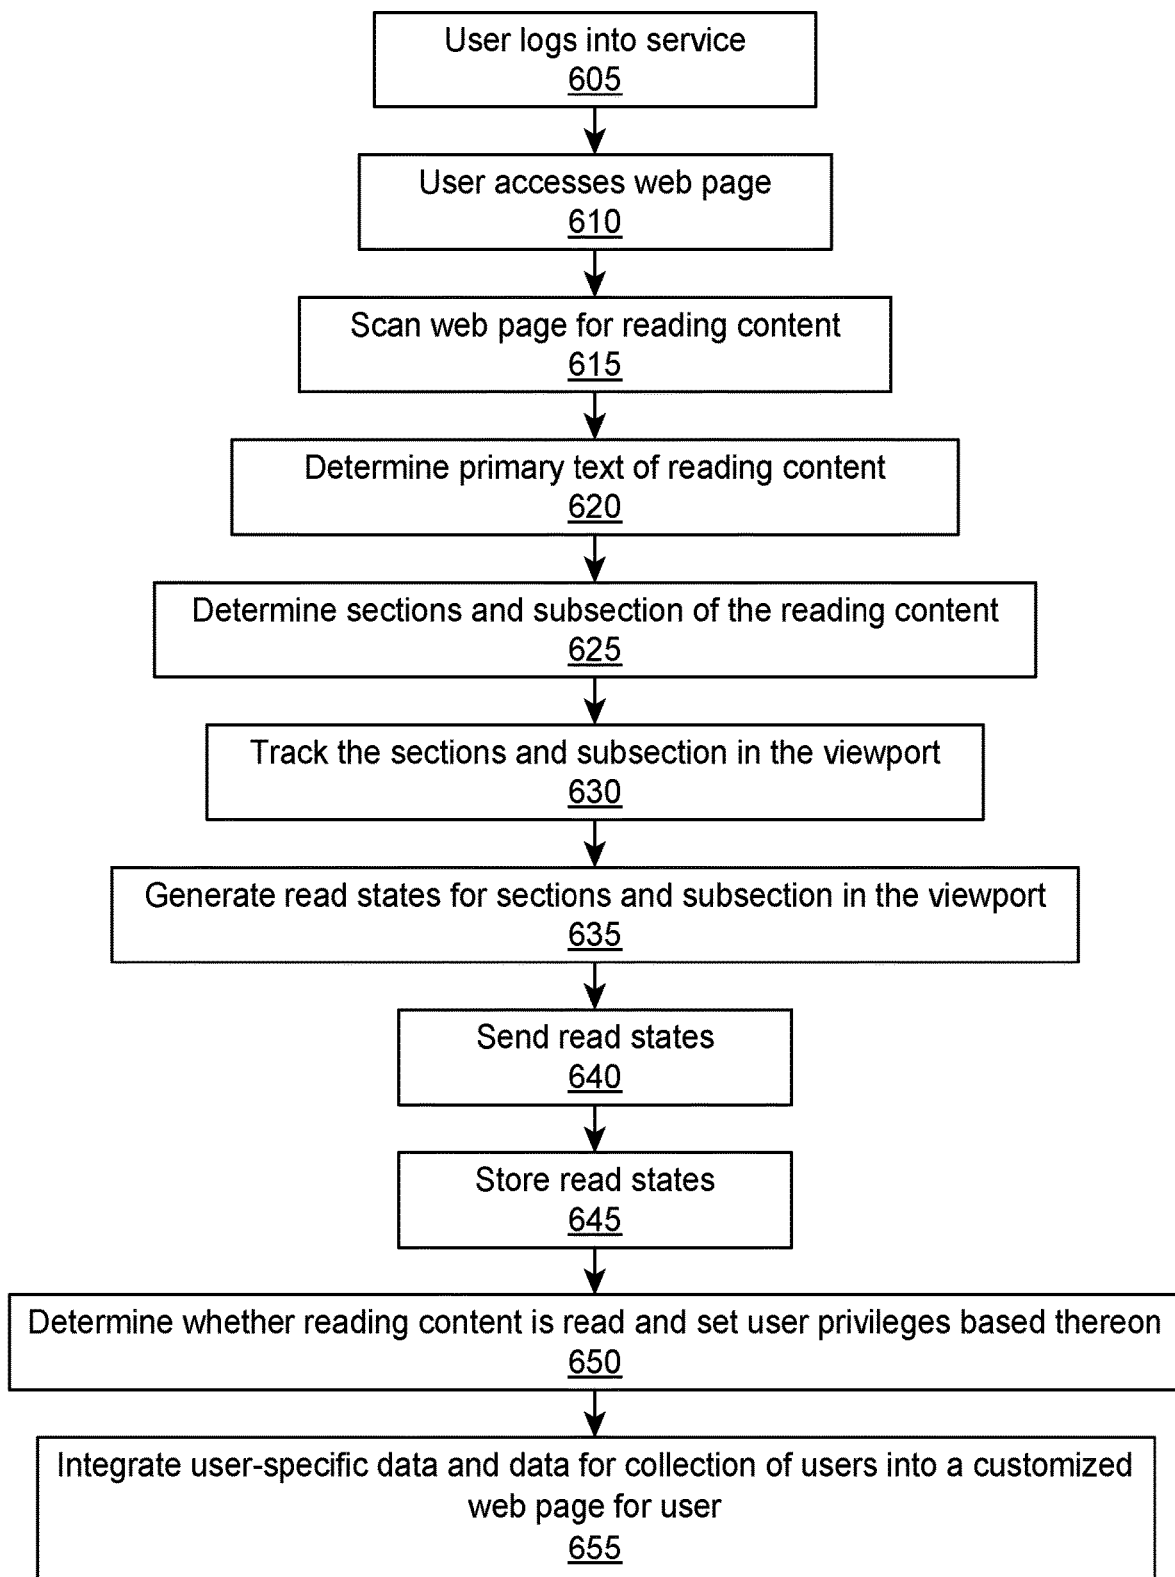 User logs into service
605
User accesses web page
610
Scan web page for reading content
615
Determine primary text of reading content
620
Determine sections and subsection of the reading content
625
Track the sections and subsection in the viewport
630
Generate read states for sections and subsection in the viewport
635
Send read states
640
Store read states
645
Determine whether reading content is read and set user privileges based thereon
650
Integrate user-specific data and data for collection of users into a customized
web page for user
655